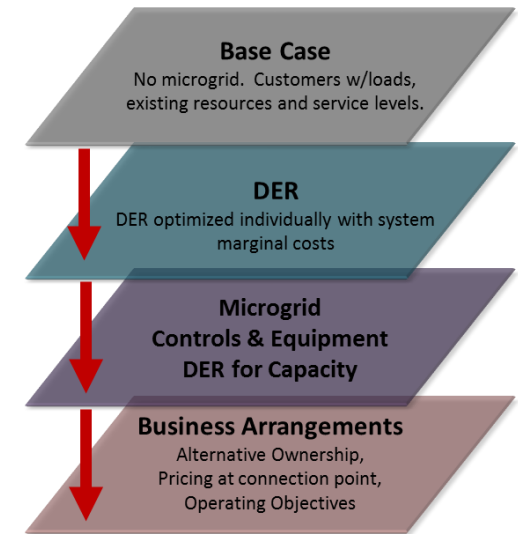 Base Case
No microgrid. Customers w/loads,
existing resources and service levels.
DER
DER optimized individually with system
marginal costs
Microgrid
Controls & Equipment
DER for Capacity
Business Arrangements
Alternative Ownership,
Pricing at connection point,
Operating Objectives